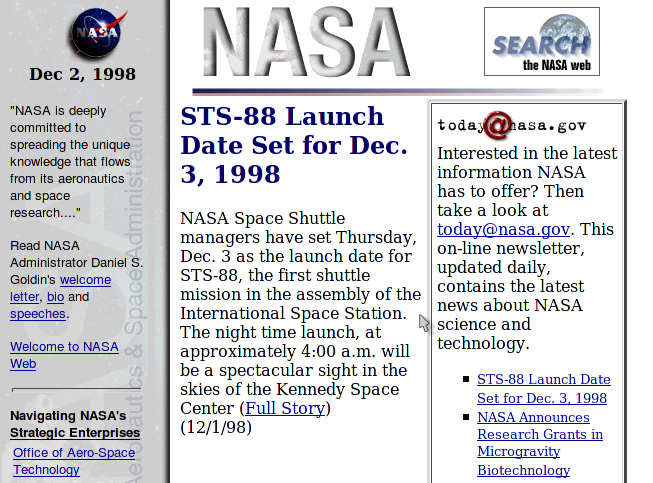 NASA
Dec 2, 1998
"NASA is deeply
committed to
spreading the unique
knowledge that flows
from its aeronautics
and space
research...."
Read NASA
Administrator Daniel S.
Goldin's welcome
letter, bio and
speeches.
Welcome to NASA
Web
Navigating NASA's
Strategic Enterprises
Office of Aero-Space
Technology
Aeronautics & Space Administration
NASA
SEARCH
the NASA web
STS-88 Launch
Date Set for Dec.
3, 1998
NASA Space Shuttle
managers have set Thursday,
Dec. 3 as the launch date for
STS-88, the first shuttle
mission in the assembly of the
International Space Station.
The night time launch, at
approximately 4:00 a.m. will
be a spectacular sight in the
skies of the Kennedy Space
Center (Full Story)
(12/1/98)
today@nasa.gov
Interested in the latest
information NASA
has to offer? Then
take a look at
today@nasa.gov. This
on-line newsletter,
updated daily,
contains the latest
news about NASA
science and
technology.
STS-88 Launch Date
Set for Dec. 3, 1998
NASA Announces
Research Grants in
Microgravity
Biotechnology